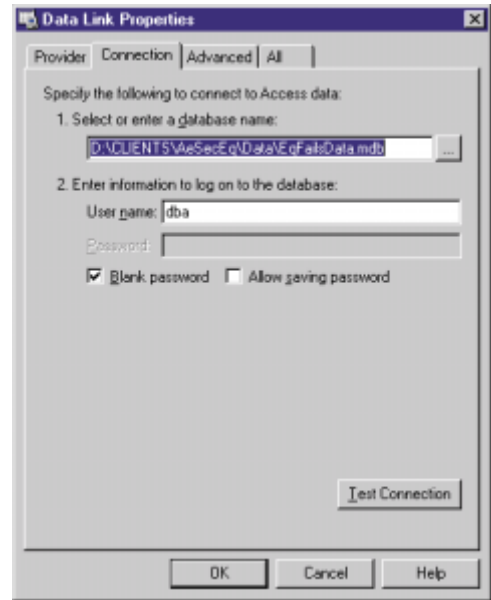 Data Link Properties
Provider Connection Advanced All
Specify the following to connect to Access data:
1. Select or enter a database name:
D:\CLIENTS\AeSecEq\Data\EqFailsData.mdb ...
2. Enter information to log on to the database:
User name: dba
Password:
Blank password Allow saving password
Test Connection
OK Cancel Help